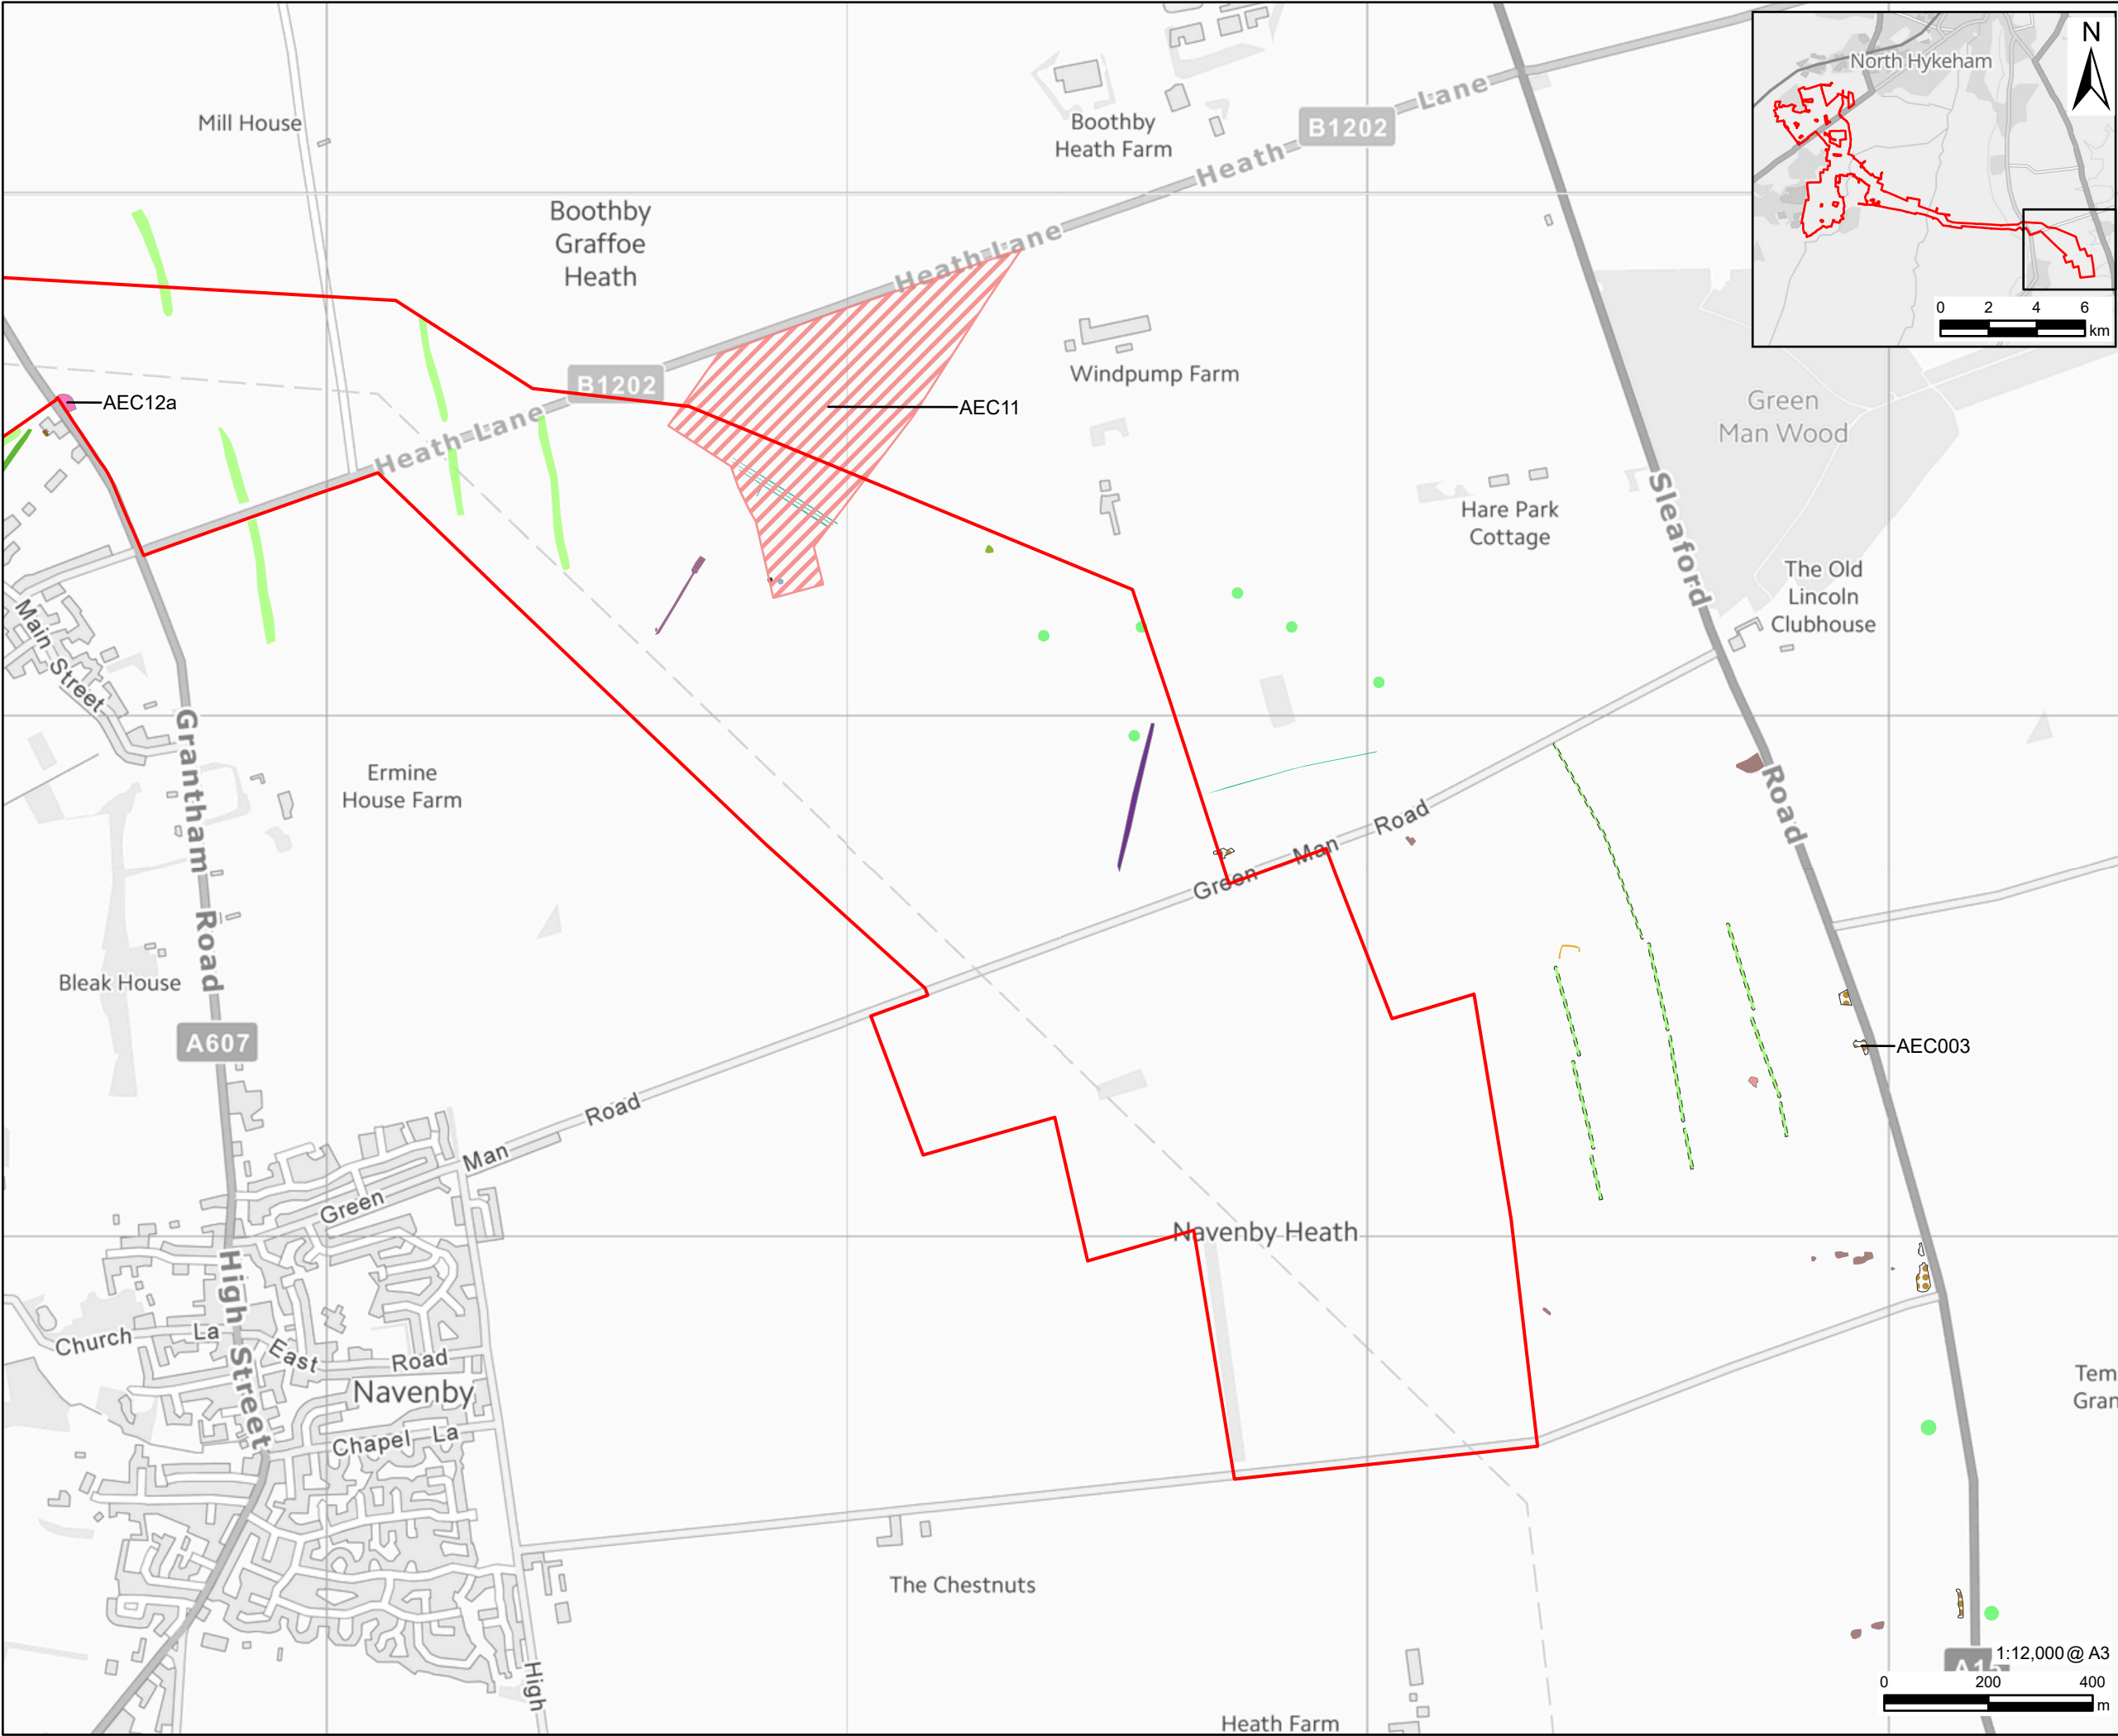 North Hykeham
N
0 2 4 6
km
Mill House
Boothby
Heath Farm
B1202
Heath Lane
Boothby
Graffoe
Heath
Heath Lane
B1202
Heath Lane
AEC12a
AEC11
Windpump Farm
Green
Man Wood
Hare Park
Cottage
Sleaford Road
The Old
Lincoln
Clubhouse
Main Street
Grantham Road
Ermine
House Farm
Green Man Road
Bleak House
A607
AEC003
Green Man Road
Navenby Heath
High Street
Church La
East Road
Navenby
Chapel La
Tem
Gran
The Chestnuts
High
Heath Farm
1:12,000 @ A3
0 200 400
m